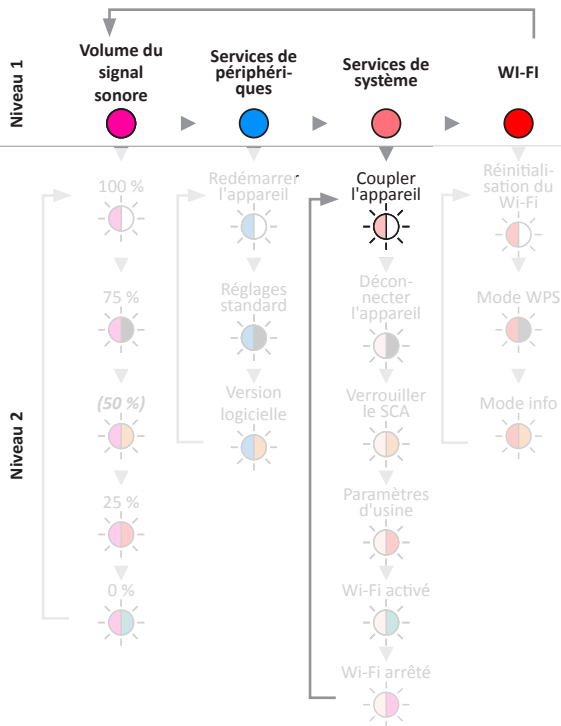 Niveau 1
Volume du
signal
sonore
Services de
périphéri-
ques
Services de
système
WI-FI
Niveau 2
100 %
75 %
(50 %)
25 %
0 %
Redémarrer
l'appareil
Réglages
standard
Version
logicielle
Coupler
l'appareil
Décon-
necter
l'appareil
Verrouiller
le SCA
Paramètres
d'usine
Wi-Fi activé
Wi-Fi arrêté
Réinitiali-
sation du
Wi-Fi
Mode WPS
Mode info